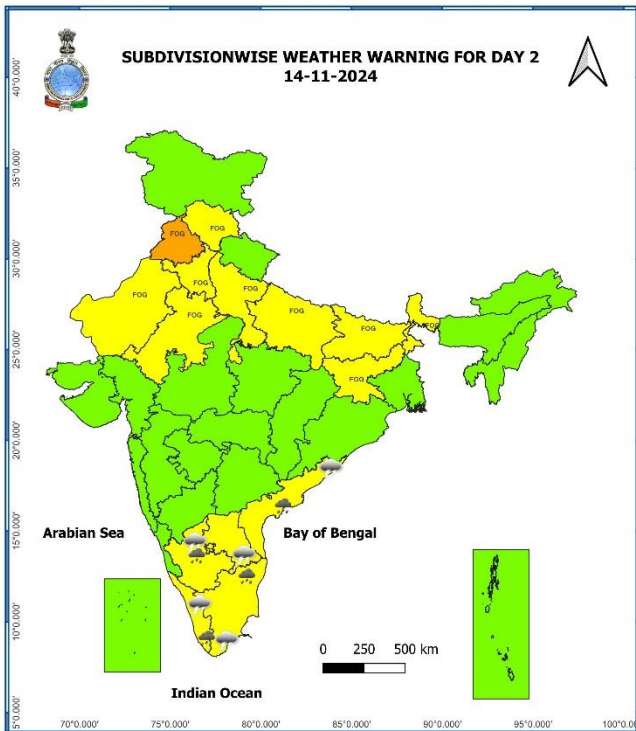 SUBDIVISIONWISE WEATHER WARNING FOR DAY 2
14-11-2024
40°0.000'
35°0.000'
FOG
FOG
30°0.000'
FOG
FOG
FOG
FOG
FOG
FOG
FOG
25°0.000'
FOG
20°0.000'
Arabian Sea
Bay of Bengal
15°0.000'
10°0.000'
0 250 500 km
Indian Ocean
5°0.000'
70°0.000'
75°0.000'
80°0.000'
85°0.000'
90°0.000'
95°0.000'
100°0.000'